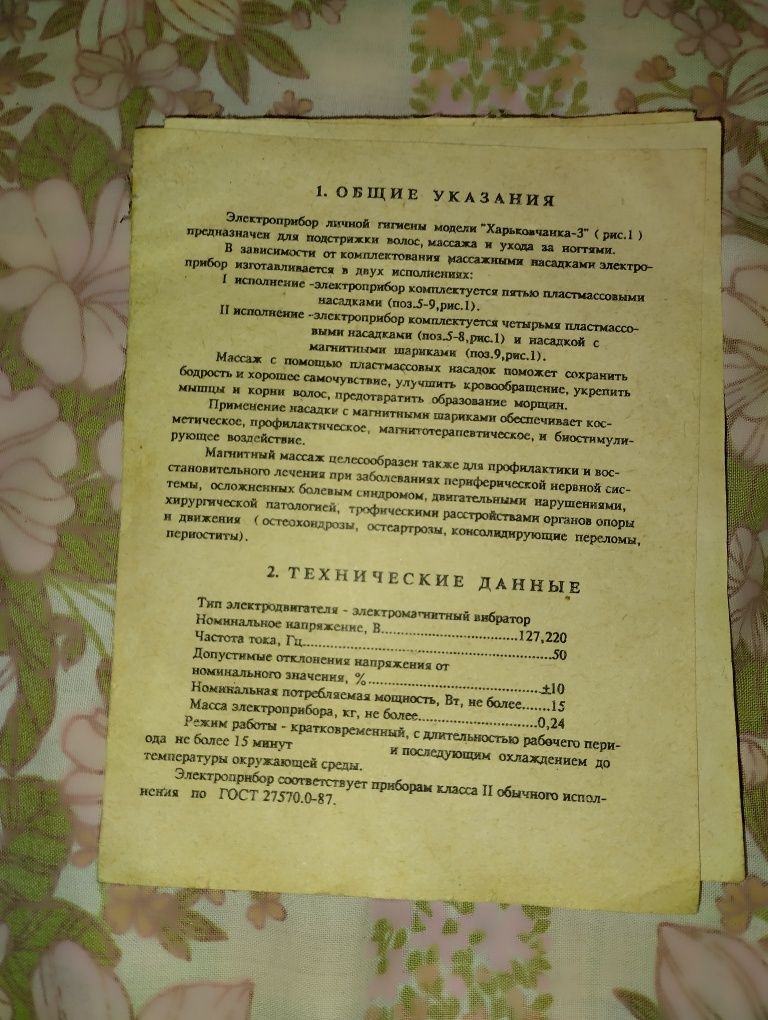 1. ОБЩИЕ УКАЗАНИЯ
Электроприбор личной гигиены модели "Харьковчанка-3" ( рис.1 )
предназначен для подстрижки волос, массажа и ухода за ногтями.
В зависимости от комплектования массажными насадками электро-
прибор изготавливается в двух исполнениях:
I исполнение -электроприбор комплектуется пятью пластмассовыми
насадками (поз.5-9,рис.1).
II исполнение -электроприбор комплектуется четырьмя пластмассо-
выми насадками (поз.5-8,рис.1) и насадкой с
магнитными шариками (поз.9,рис.1).
Массаж с помощью пластмассовых насадок поможет сохранить
бодрость и хорошее самочувствие, улучшить кровообращение, укрепить
мышцы и корни волос, предотвратить образование морщин.
Применение насадки с магнитными шариками обеспечивает кос-
метическое, профилактическое, магнитотерапевтическое, и биостимули-
рующее воздействие.
Магнитный массаж целесообразен также для профилактики и вос-
становительного лечения при заболеваниях периферической нервной сис-
темы, осложненных болевым синдромом, двигательными нарушениями,
хирургической патологией, трофическими расстройствами органов опоры
и движения ( остеохондрозы, остеартрозы, консолидирующие переломы,
периоститы).
2. ТЕХНИЧЕСКИЕ ДАННЫЕ
Тип электродвигателя - электромагнитный вибратор
Номинальное напряжение, В..........................127,220
Частота тока, Гц..................................................50
Допустимые отклонения напряжения от
номинального значения, %..................................±10
Номинальная потребляемая мощность, Вт, не более.......15
Масса электроприбора, кг, не более........................0,24
Режим работы - кратковременный, с длительностью рабочего пери-
ода не более 15 минут и последующим охлаждением до
температуры окружающей среды.
Электроприбор соответствует приборам класса II обычного испол-
нения по ГОСТ 27570.0-87.